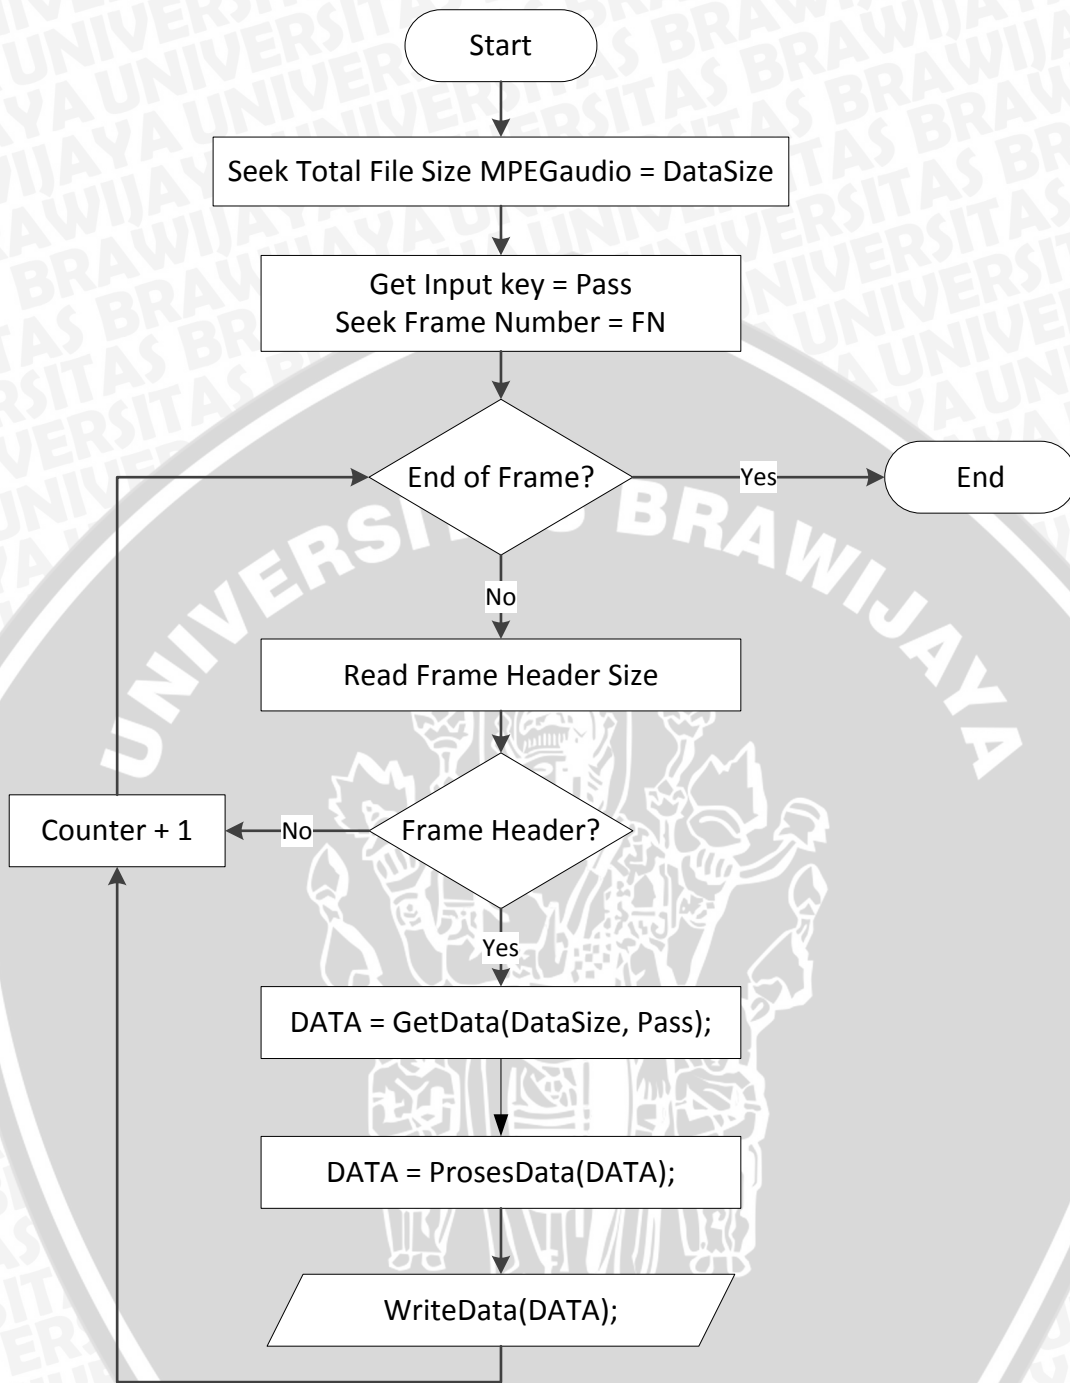 Start
Seek Total File Size MPEGaudio = DataSize
Get Input key = Pass
Seek Frame Number = FN
End of Frame?
Yes
End
No
Read Frame Header Size
Frame Header?
No
Counter + 1
Yes
DATA = GetData(DataSize, Pass);
DATA = ProsesData(DATA);
WriteData(DATA);
UNIVERSITAS BRAWIJAYA